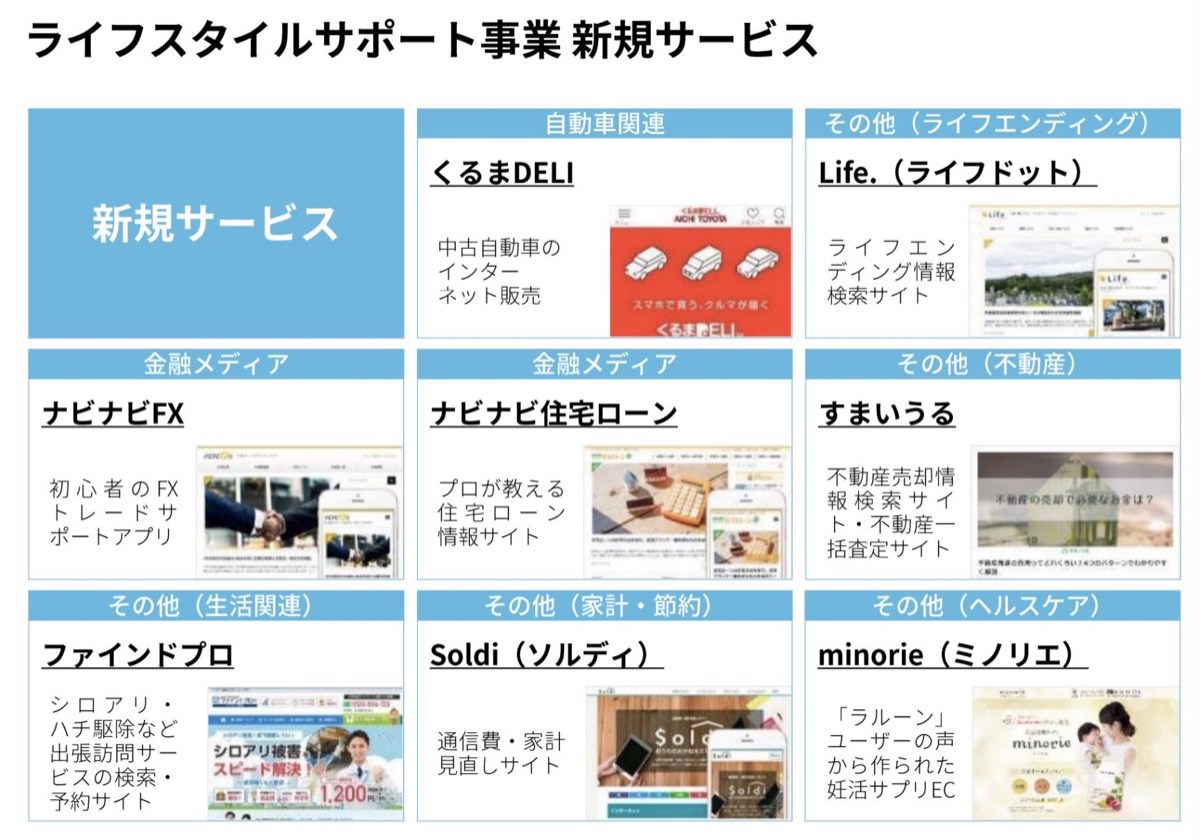 ライフスタイルサポート事業 新規サービス
新規サービス
自動車関連
くるまDELI
中古自動車の
インター
ネット販売
くるまDELI
AICHI TOYOTA
スマホで買う、クルマが届く
くるまDELI
その他（ライフエンディング）
Life.（ライフドット）
ライフエン
ディング情報
検索サイト
Life.
Life.
金融メディア
ナビナビFX
初心者のFX
トレードサ
ポートアプリ
金融メディア
ナビナビ住宅ローン
プロが教える
住宅ローン
情報サイト
その他（不動産）
すまいうる
不動産売却情
報検索サイ
ト・不動産一
括査定サイト
不動産の売却で必要なお金は？
その他（生活関連）
ファインドプロ
シロアリ・
ハチ駆除など
出張訪問サー
ビスの検索・
予約サイト
ファインドプロ
シロアリ被害
スピード解決！
1,200
その他（家計・節約）
Soldi（ソルディ）
通信費・家計
見直しサイト
Soldi
Soldi
その他（ヘルスケア）
minorie（ミノリエ）
「ラルーン」
ユーザーの声
から作られた
妊活サプリEC
minorie